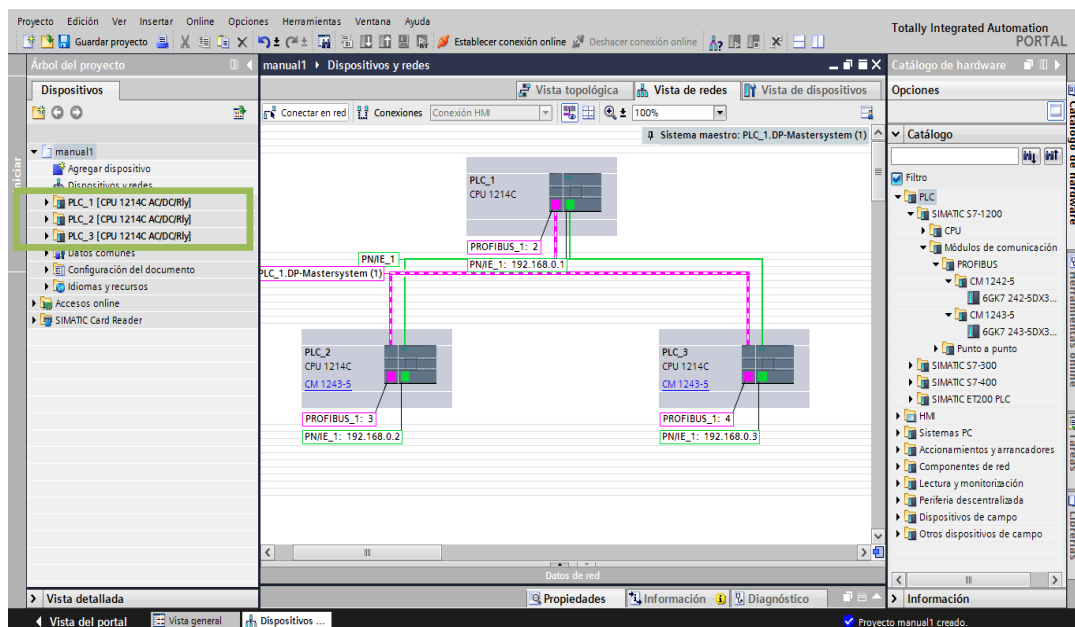 Proyecto Edición Ver Insertar Online Opciones Herramientas Ventana Ayuda
Guardar proyecto
Establecer conexión online
Deshacer conexión online
Totally Integrated Automation
PORTAL
Árbol del proyecto
Dispositivos
manual1
Agregar dispositivo
Dispositivos y redes
PLC_1 [CPU 1214C AC/DC/Rly]
PLC_2 [CPU 1214C AC/DC/Rly]
PLC_3 [CPU 1214C AC/DC/Rly]
Datos comunes
Configuración del documento
Idiomas y recursos
Accesos online
SIMATIC Card Reader
Vista detallada
manual1 Dispositivos y redes
Vista topológica
Vista de redes
Vista de dispositivos
Conectar en red
Conexiones
Conexión HMI
100%
Sistema maestro: PLC_1.DP-Mastersystem (1)
PLC_1
CPU 1214C
PROFIBUS_1: 2
PN/IE_1
PN/IE_1: 192.168.0.1
PLC_1.DP-Mastersystem (1)
PLC_2
CPU 1214C
CM 1243-5
PROFIBUS_1: 3
PN/IE_1: 192.168.0.2
PLC_3
CPU 1214C
CM 1243-5
PROFIBUS_1: 4
PN/IE_1: 192.168.0.3
Datos de red
Propiedades
Información
Diagnóstico
Catálogo de hardware
Opciones
Catálogo
Filtro
PLC
SIMATIC S7-1200
CPU
Módulos de comunicación
PROFIBUS
CM 1242-5
6GK7 242-5DX3...
CM 1243-5
6GK7 243-5DX3...
Punto a punto
SIMATIC S7-300
SIMATIC S7-400
SIMATIC ET200 PLC
HMI
Sistemas PC
Accionamientos y arrancadores
Componentes de red
Lectura y monitorización
Periferia descentralizada
Dispositivos de campo
Otros dispositivos de campo
Información
Catálogo de hardware
Herramientas online
Tareas
Librerías
Vista del portal
Vista general
Dispositivos ...
Proyecto manual1 creado.